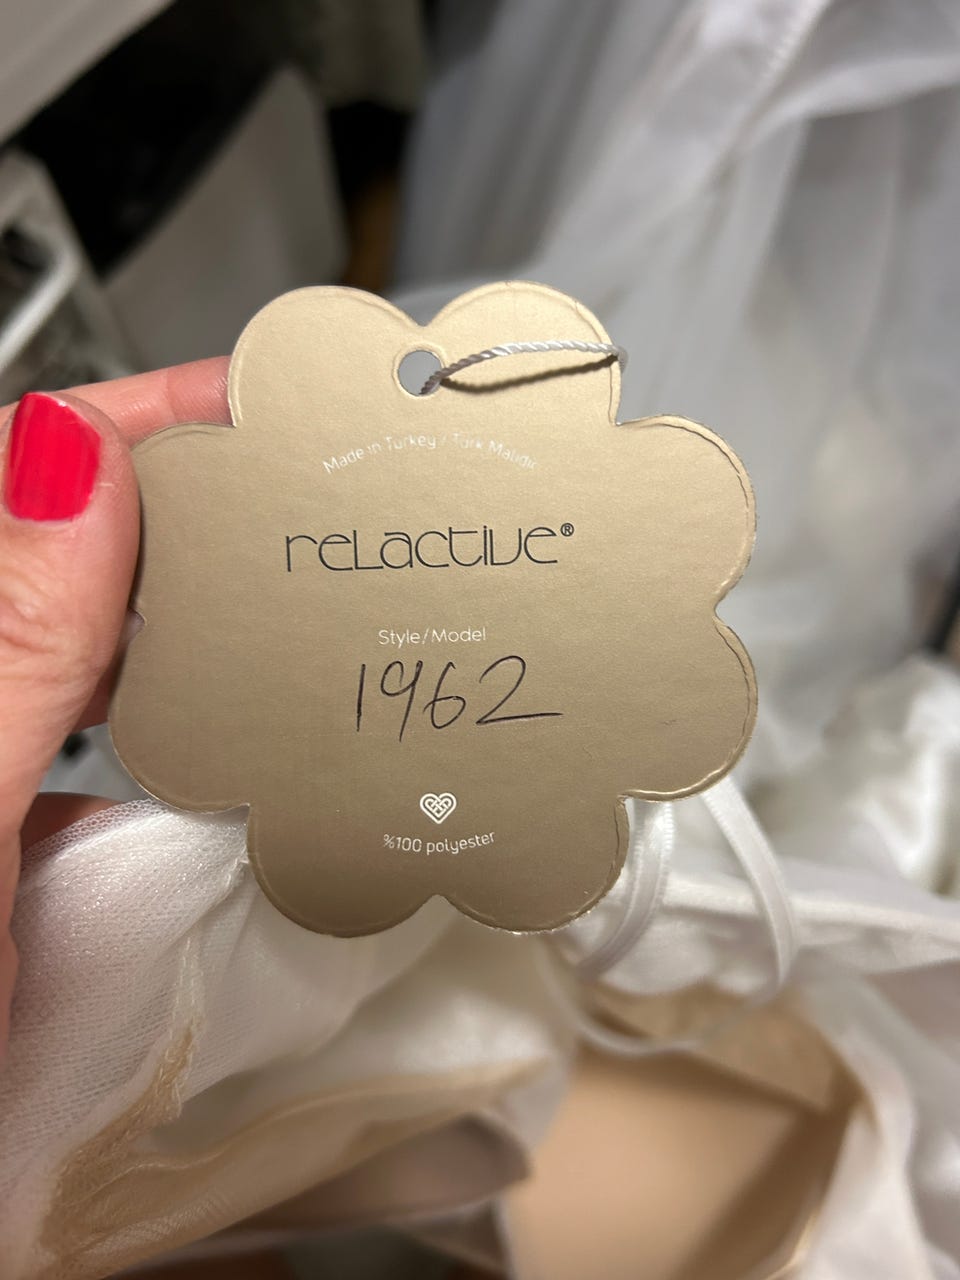 Made in Turkey / Türk Malıdır
reLactive®
Style/Model
1962
%100 polyester